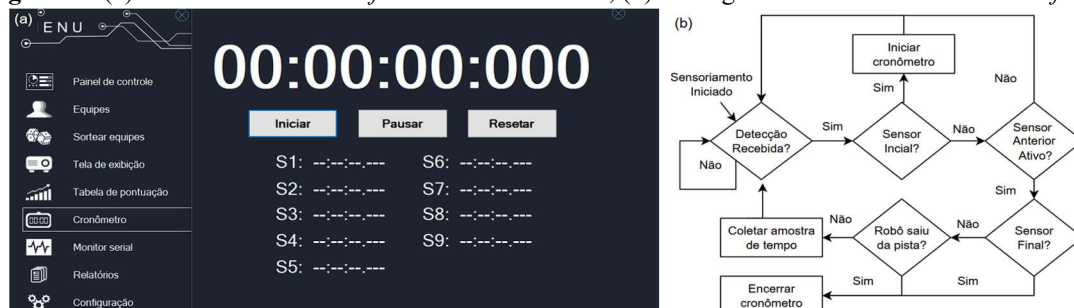 (a)
ENU
Painel de controle
Equipes
Sortear equipes
Tela de exibição
Tabela de pontuação
Cronômetro
Monitor serial
Relatórios
Configuração
00:00:00:000
Iniciar Pausar Resetar
S1: --:--:--.--- S6: --:--:--.---
S2: --:--:--.--- S7: --:--:--.---
S3: --:--:--.--- S8: --:--:--.---
S4: --:--:--.--- S9: --:--:--.---
S5: --:--:--.---
(b)
Iniciar
cronômetro
Sensoriamento
Iniciado
Sim
Não
Detecção
Recebida?
Sim
Sensor
Incial?
Não
Sensor
Anterior
Ativo?
Não
Sim
Coletar amostra
de tempo
Não
Robô saiu
da pista?
Não
Sensor
Final?
Sim
Sim
Encerrar
cronômetro